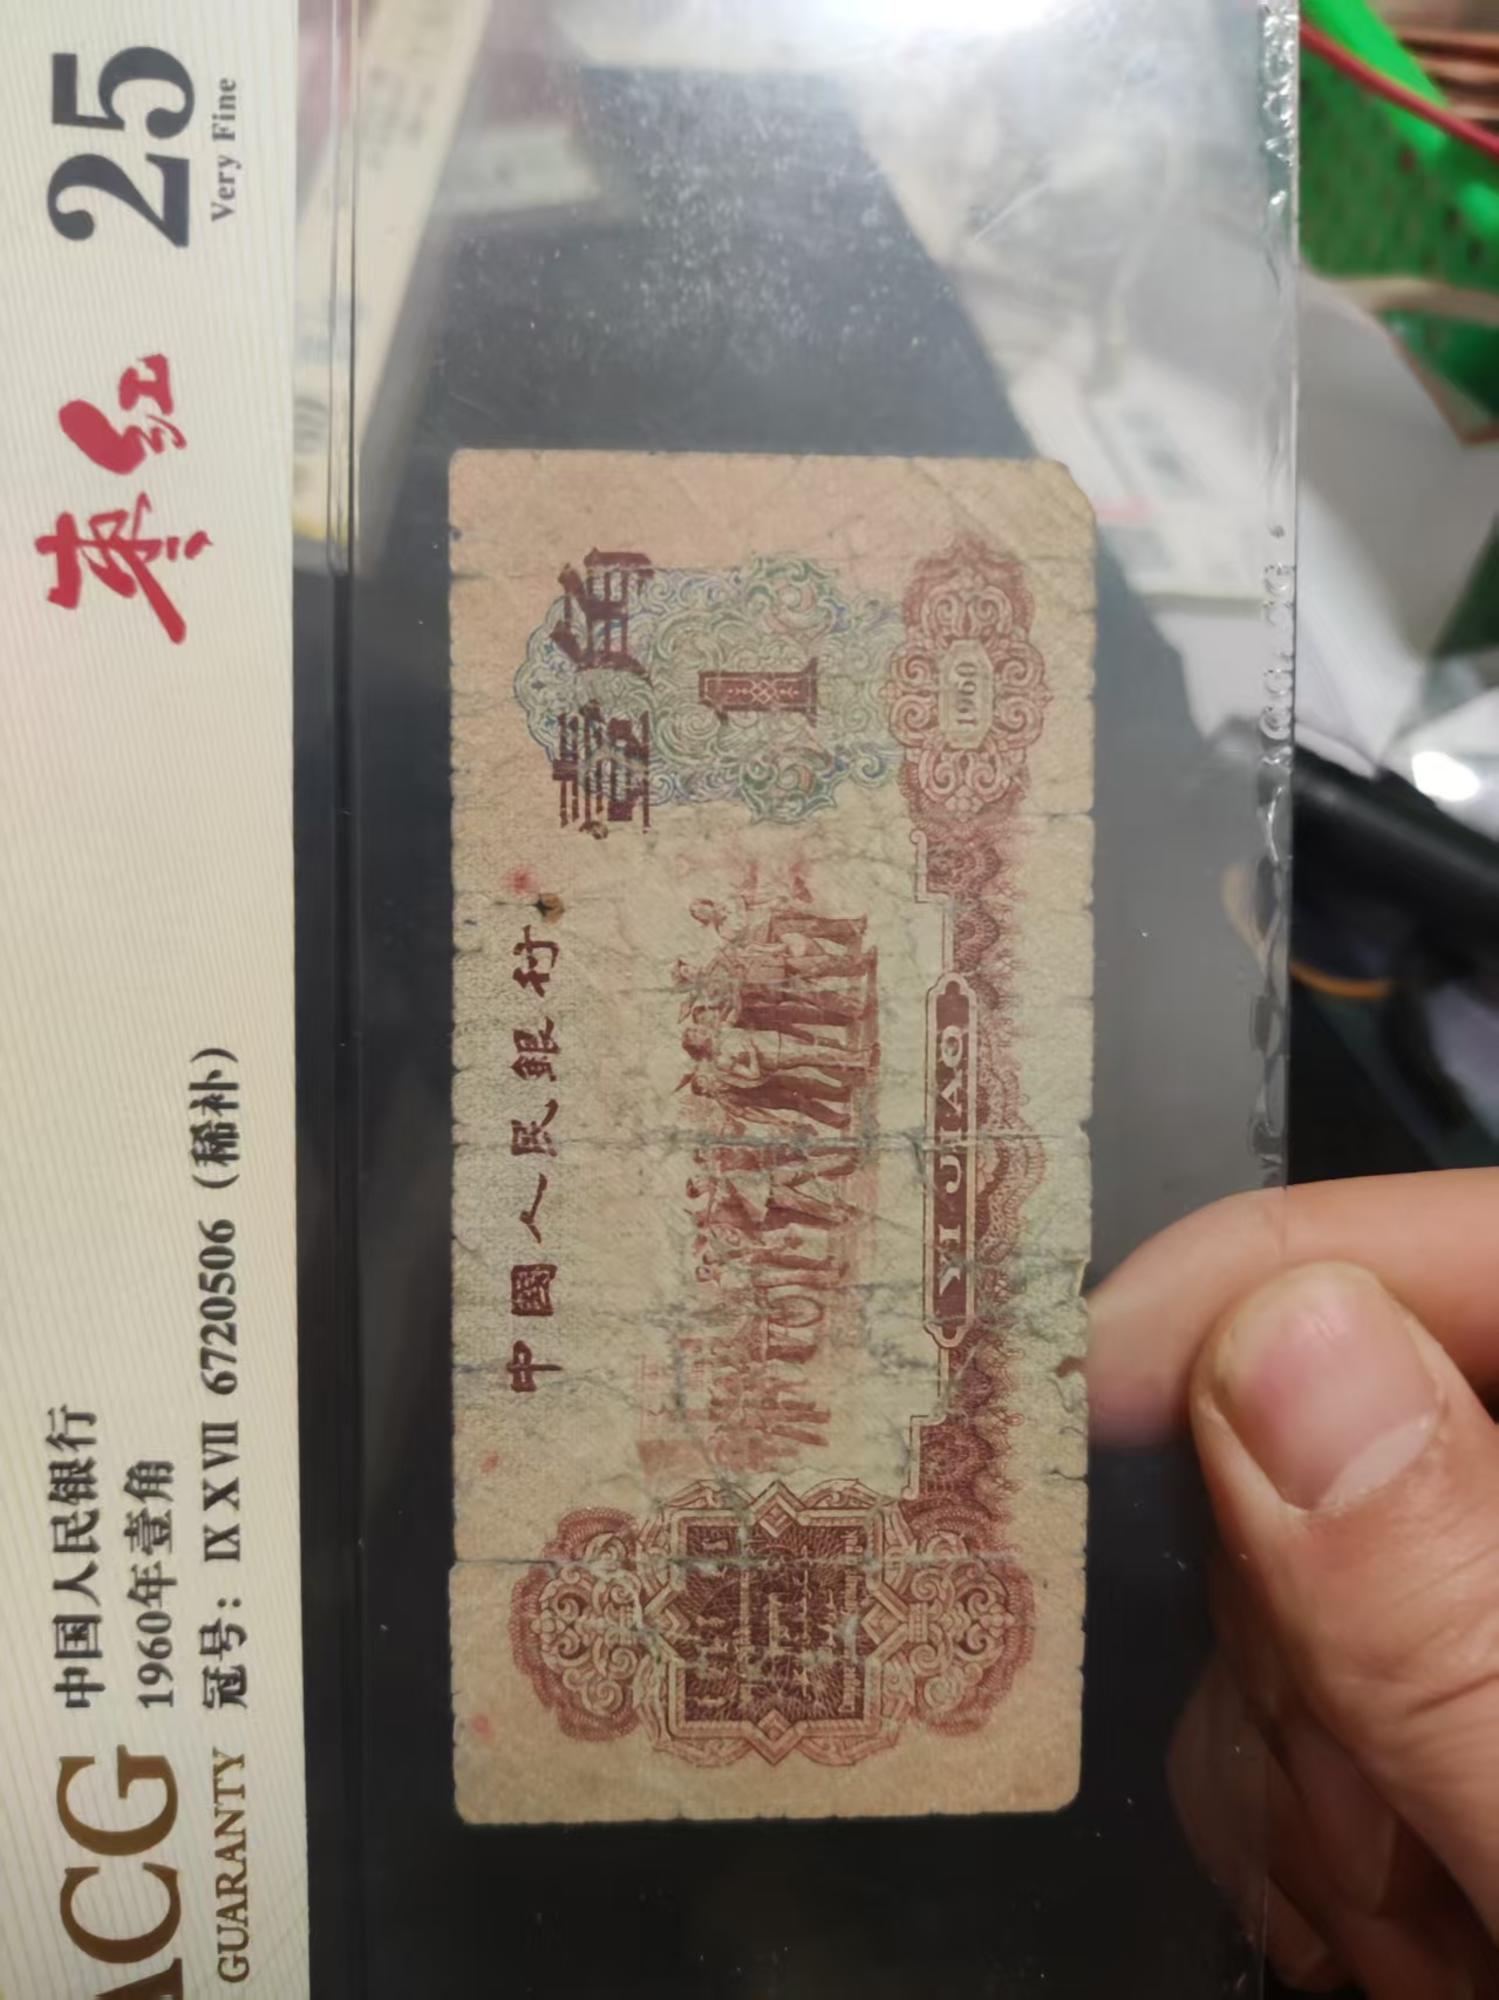 ACG
GUARANTY
中国人民银行
1960年壹角
冠号：IX X VII 6720506（稀补）
枣红
25
Very Fine
中國人民銀行
壹角
1
1960
YI JIAO